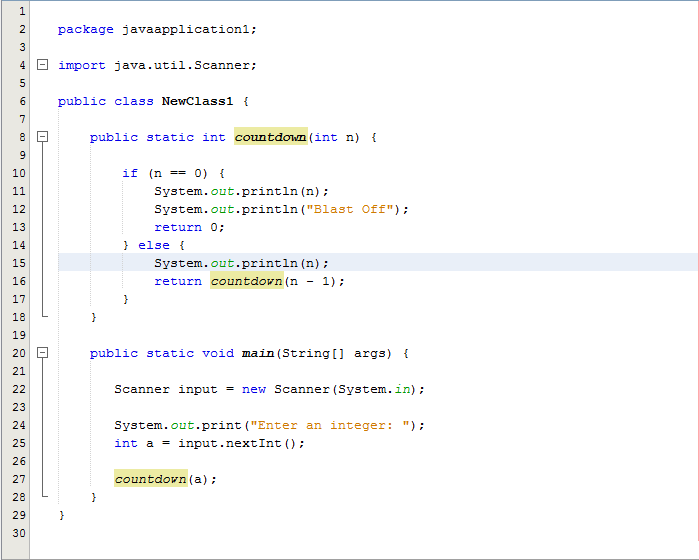 1
2 package javaapplication1;
3
4 import java.util.Scanner;
5
6 public class NewClass1 {
7
8 public static int countdown(int n) {
9
10 if (n == 0) {
11 System.out.println(n);
12 System.out.println("Blast Off");
13 return 0;
14 } else {
15 System.out.println(n);
16 return countdown(n - 1);
17 }
18 }
19
20 public static void main(String[] args) {
21
22 Scanner input = new Scanner(System.in);
23
24 System.out.print("Enter an integer: ");
25 int a = input.nextInt();
26
27 countdown(a);
28 }
29 }
30